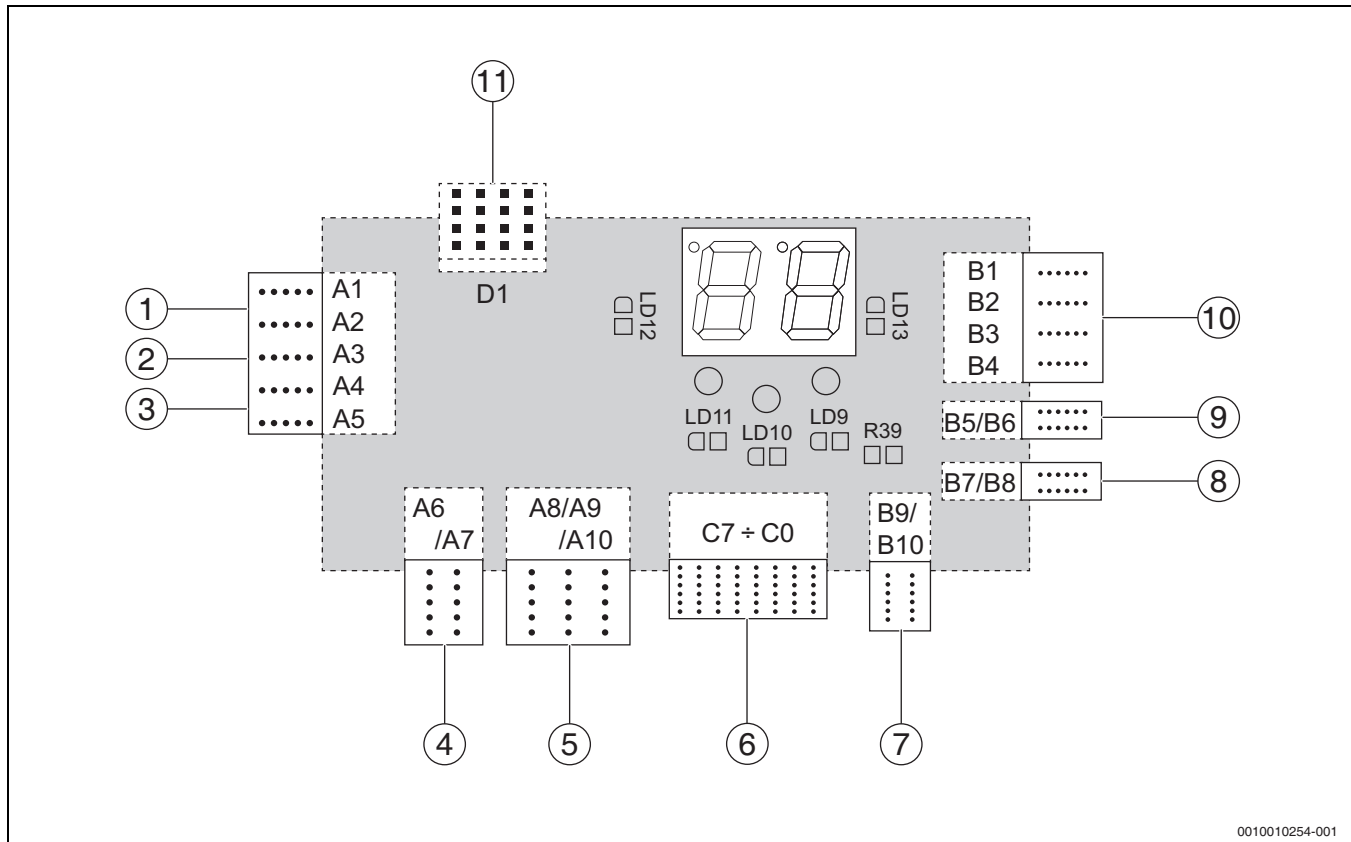 11
D1
1
2
3
A1
A2
A3
A4
A5
LD12
LD13
LD11
LD10
LD9
R39
B1
B2
B3
B4
10
B5/B6
9
B7/B8
8
A6
/A7
A8/A9
/A10
C7 ÷ C0
B9/
B10
4
5
6
7
0010010254-001